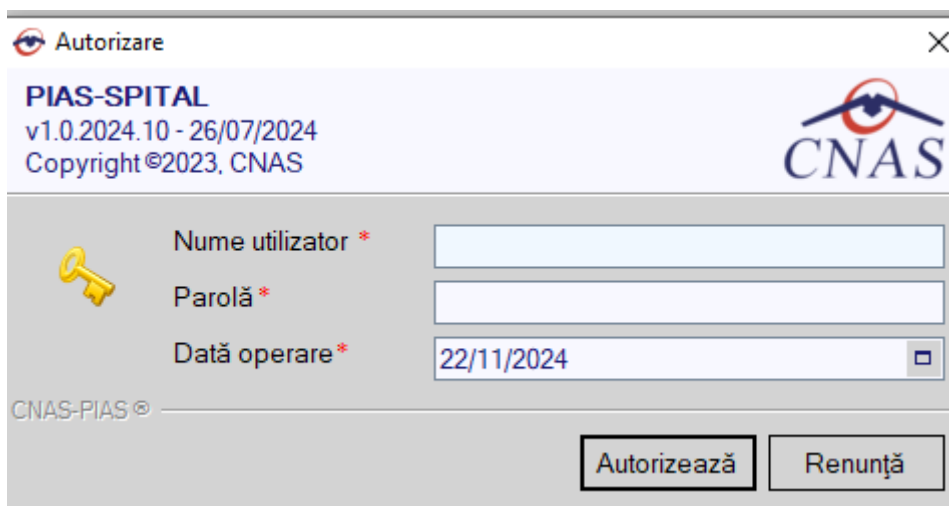 Autorizare
PIAS-SPITAL
v1.0.2024.10 - 26/07/2024
Copyright ©2023, CNAS
CNAS
Nume utilizator *
Parolă *
Dată operare *
22/11/2024
CNAS-PIAS ®
Autorizează
Renunţă